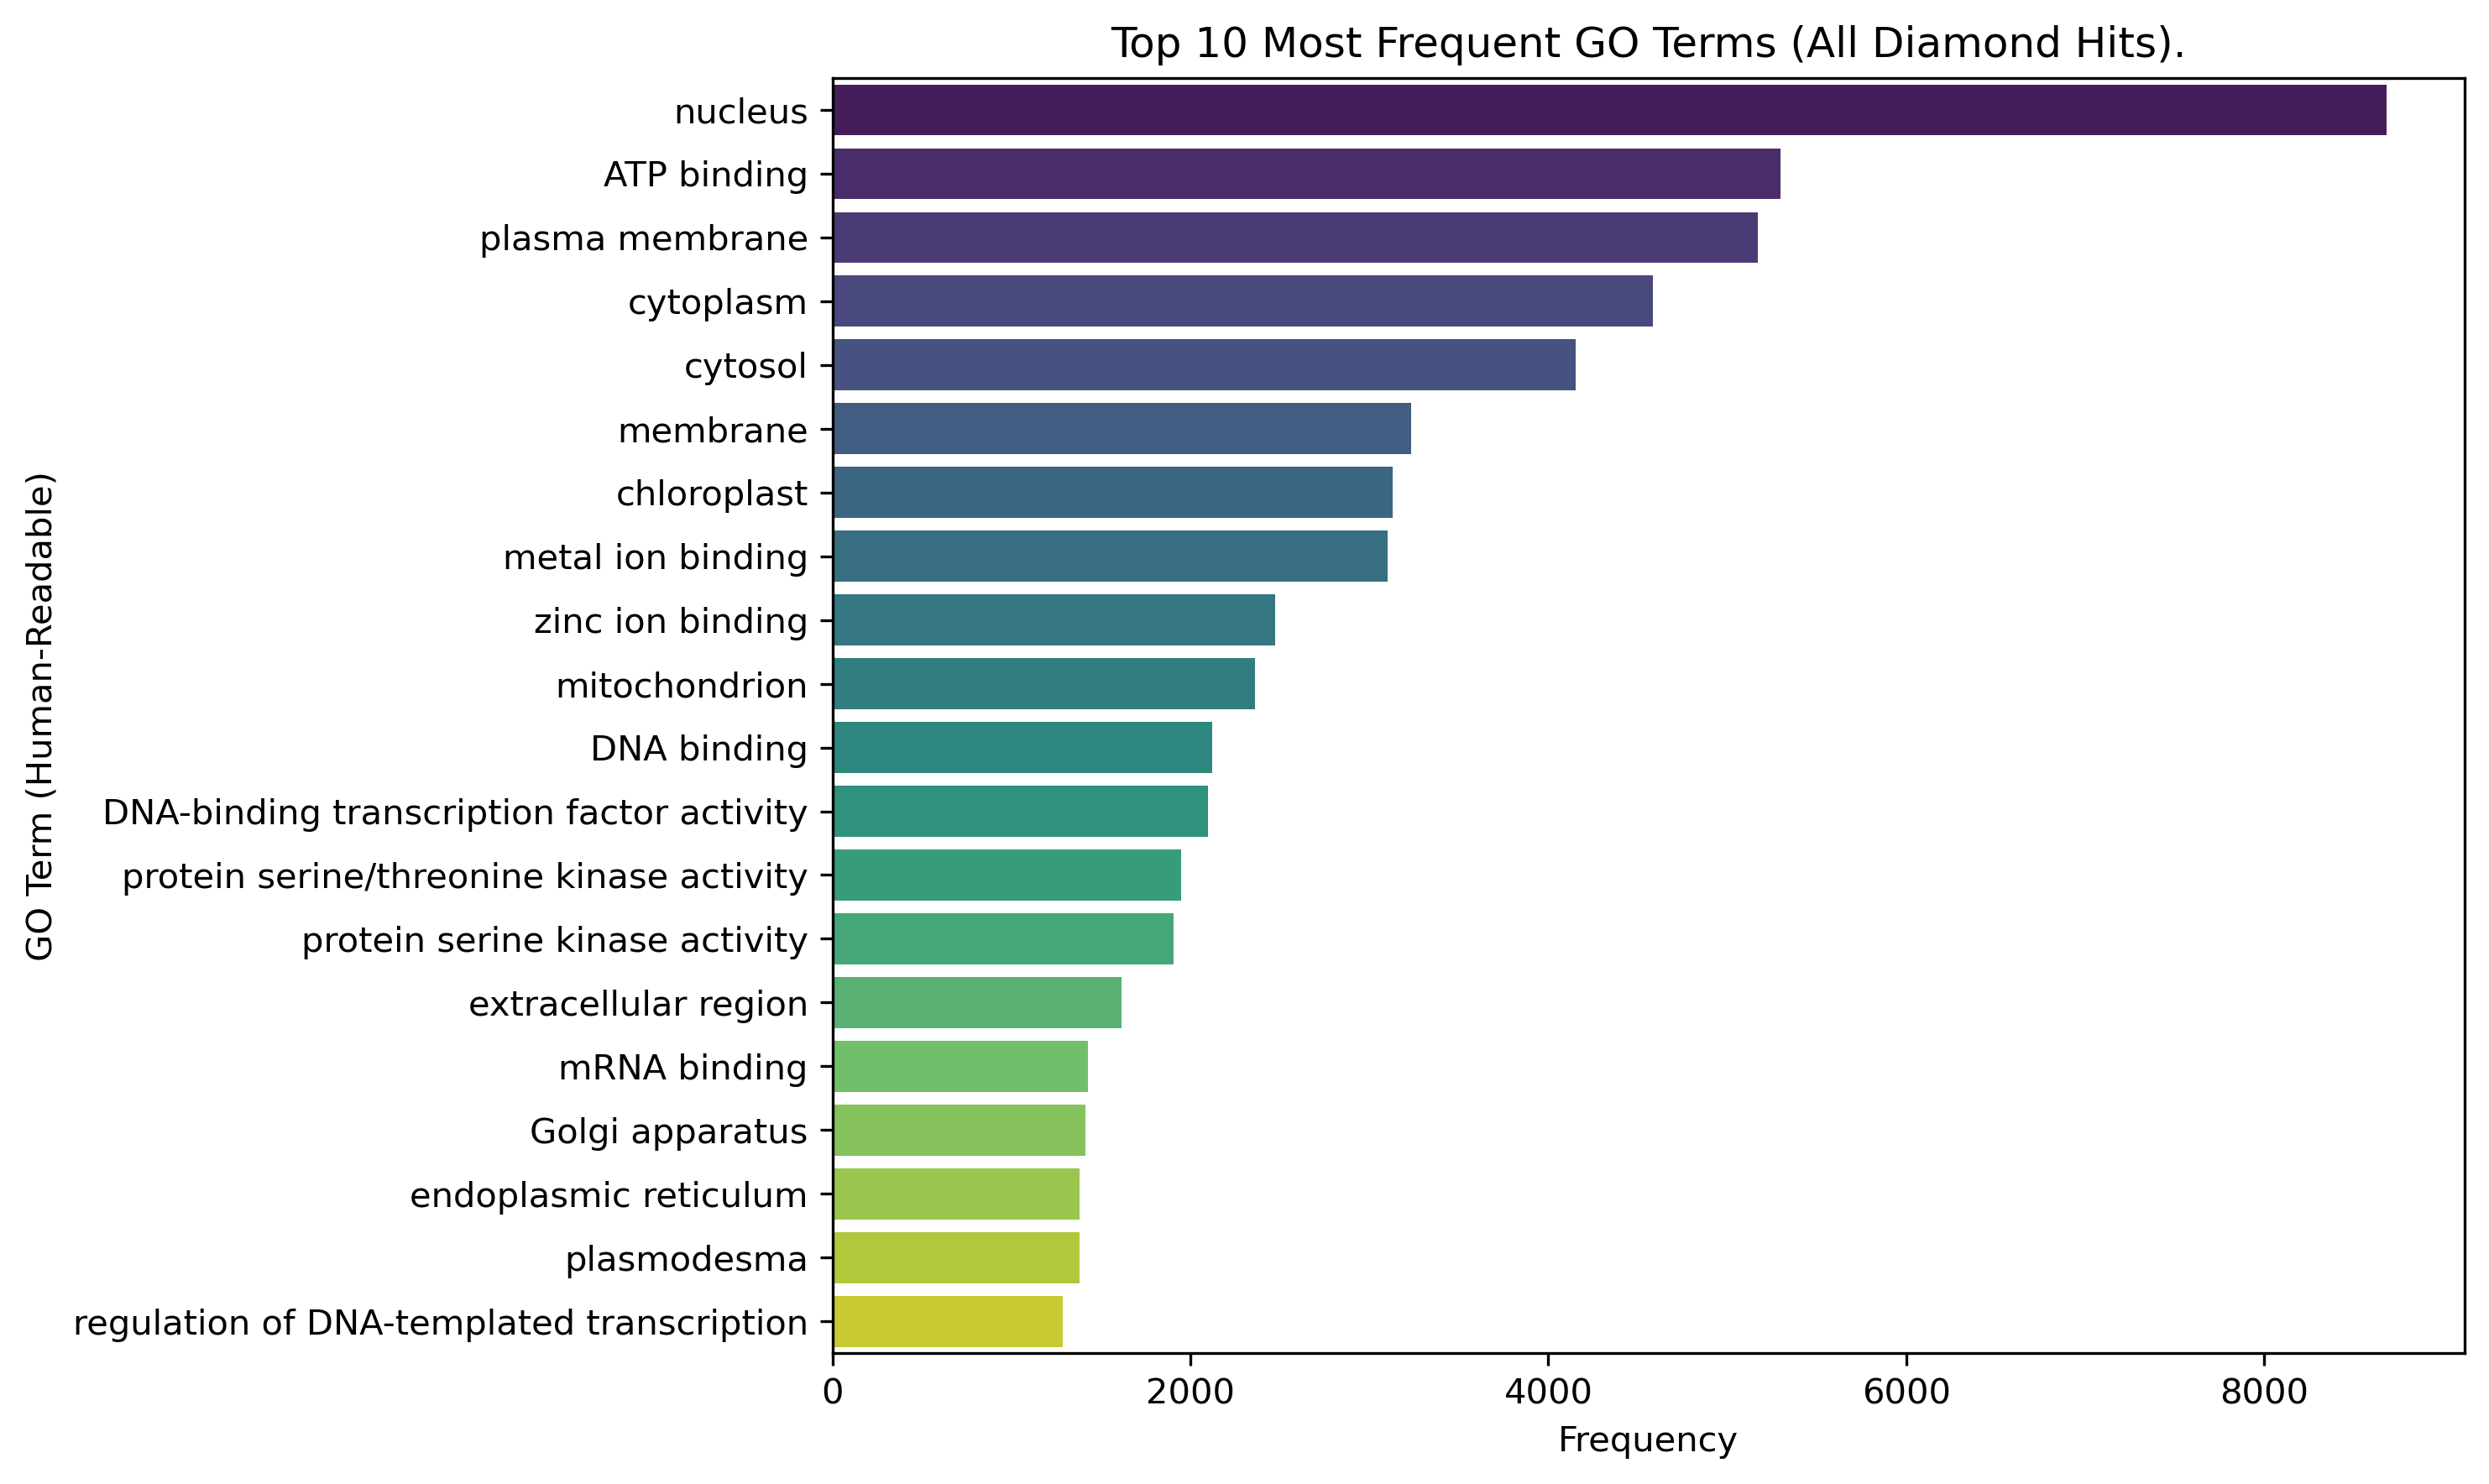 Top 10 Most Frequent GO Terms (All Diamond Hits).
GO Term (Human-Readable)
nucleus
ATP binding
plasma membrane
cytoplasm
cytosol
membrane
chloroplast
metal ion binding
zinc ion binding
mitochondrion
DNA binding
DNA-binding transcription factor activity
protein serine/threonine kinase activity
protein serine kinase activity
extracellular region
mRNA binding
Golgi apparatus
endoplasmic reticulum
plasmodesma
regulation of DNA-templated transcription
0 2000 4000 6000 8000
Frequency